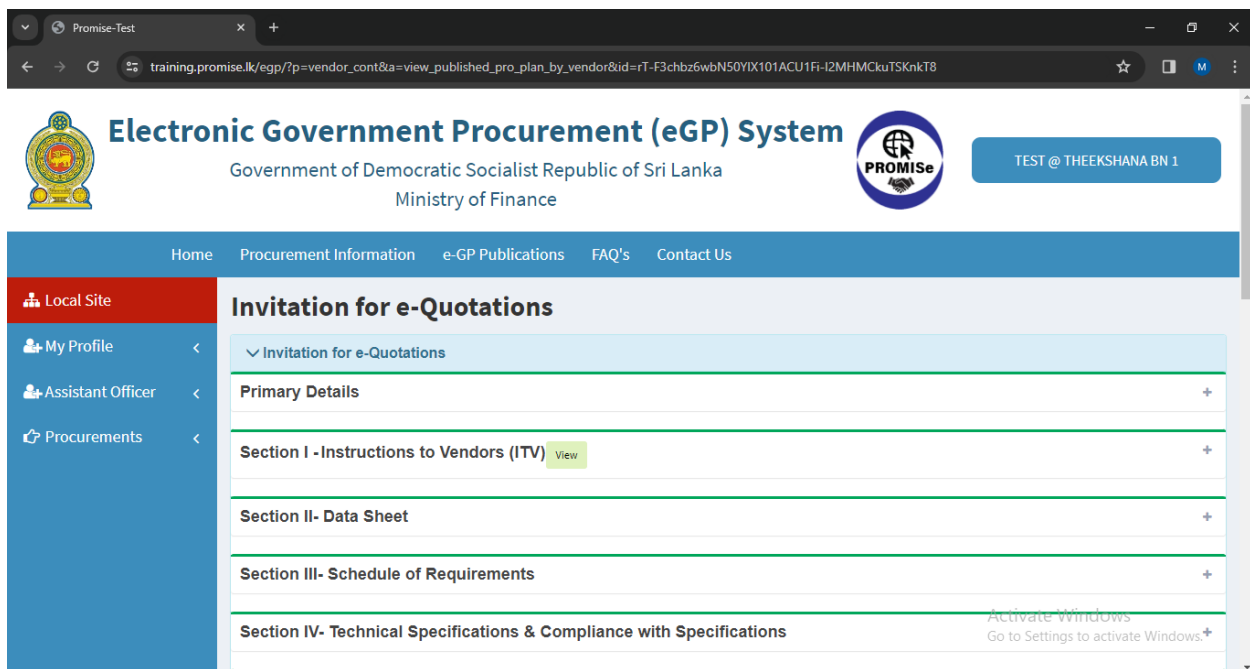 Promise-Test
training.promise.lk/egp/?p=vendor_cont&a=view_published_pro_plan_by_vendor&id=rT-F3chbz6wbN50YlX101ACU1Fi-I2MHMCkuTSKnkT8
M
Electronic Government Procurement (eGP) System
Government of Democratic Socialist Republic of Sri Lanka
Ministry of Finance
PROMISe
TEST @ THEEKSHANA BN 1
Home Procurement Information e-GP Publications FAQ's Contact Us
Local Site
My Profile
Assistant Officer
Procurements
Invitation for e-Quotations
Invitation for e-Quotations
Primary Details
Section I -Instructions to Vendors (ITV) View
Section II- Data Sheet
Section III- Schedule of Requirements
Section IV- Technical Specifications & Compliance with Specifications
Activate Windows
Go to Settings to activate Windows.